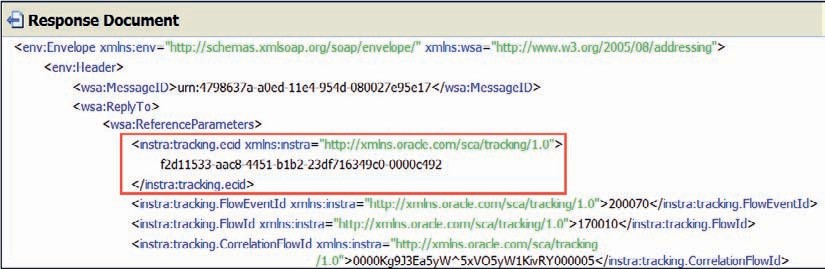 Response Document
<env:Envelope xmlns:env="http://schemas.xmlsoap.org/soap/envelope/" xmlns:wsa="http://www.w3.org/2005/08/addressing">
<env:Header>
<wsa:MessageID>urn:4798637a-a0ed-11e4-954d-080027e95e17</wsa:MessageID>
<wsa:ReplyTo>
<wsa:ReferenceParameters>
<instra:tracking.ecid xmlns:instra="http://xmlns.oracle.com/sca/tracking/1.0">
f2d11533-aac8-4451-b1b2-23df716349c0-0000c492
</instra:tracking.ecid>
<instra:tracking.FlowEventId xmlns:instra="http://xmlns.oracle.com/sca/tracking/1.0">200070</instra:tracking.FlowEventId>
<instra:tracking.FlowId xmlns:instra="http://xmlns.oracle.com/sca/tracking/1.0">170010</instra:tracking.FlowId>
<instra:tracking.CorrelationFlowId xmlns:instra="http://xmlns.oracle.com/sca/tracking
/1.0">0000Kg9J3Ea5yW^5xVO5yW1KivRY000005</instra:tracking.CorrelationFlowId>